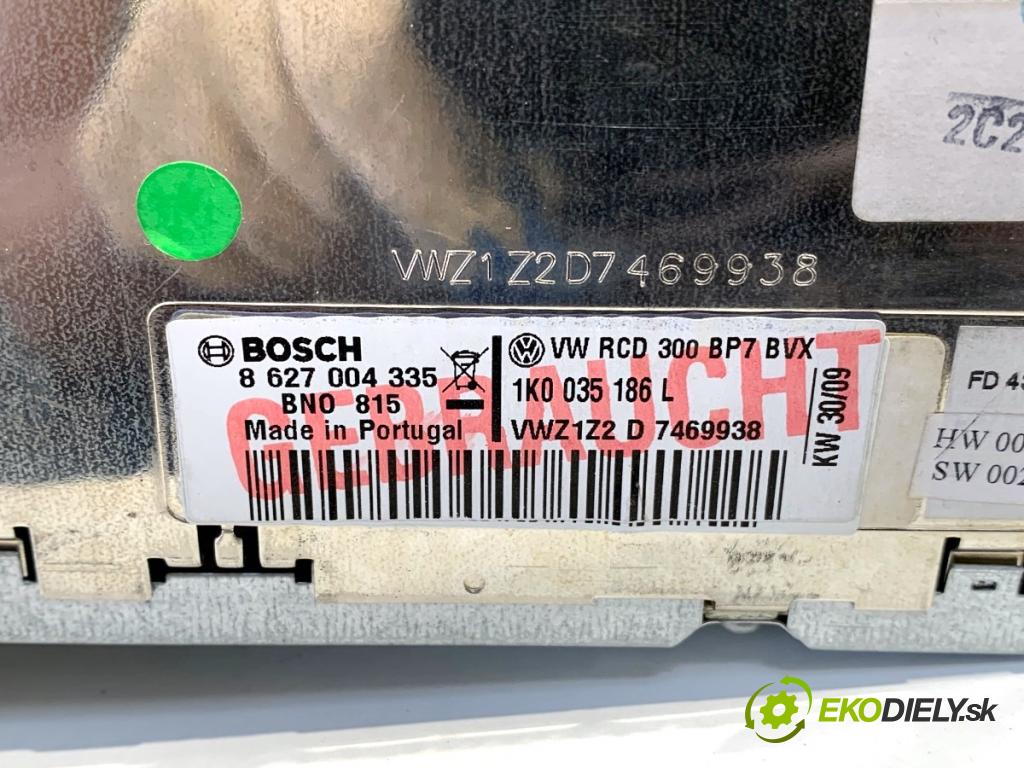 2C2
VWZ1Z2D7469938
BOSCH
8 627 004 335
BNO 815
Made in Portugal
VW RCD 300 BP7 BVX
1K0 035 186 L
VWZ1Z2 D 7469938
KW 30/09
GEBRAUCHT
FD 4
HW 00
SW 002
EKODIELY.sk